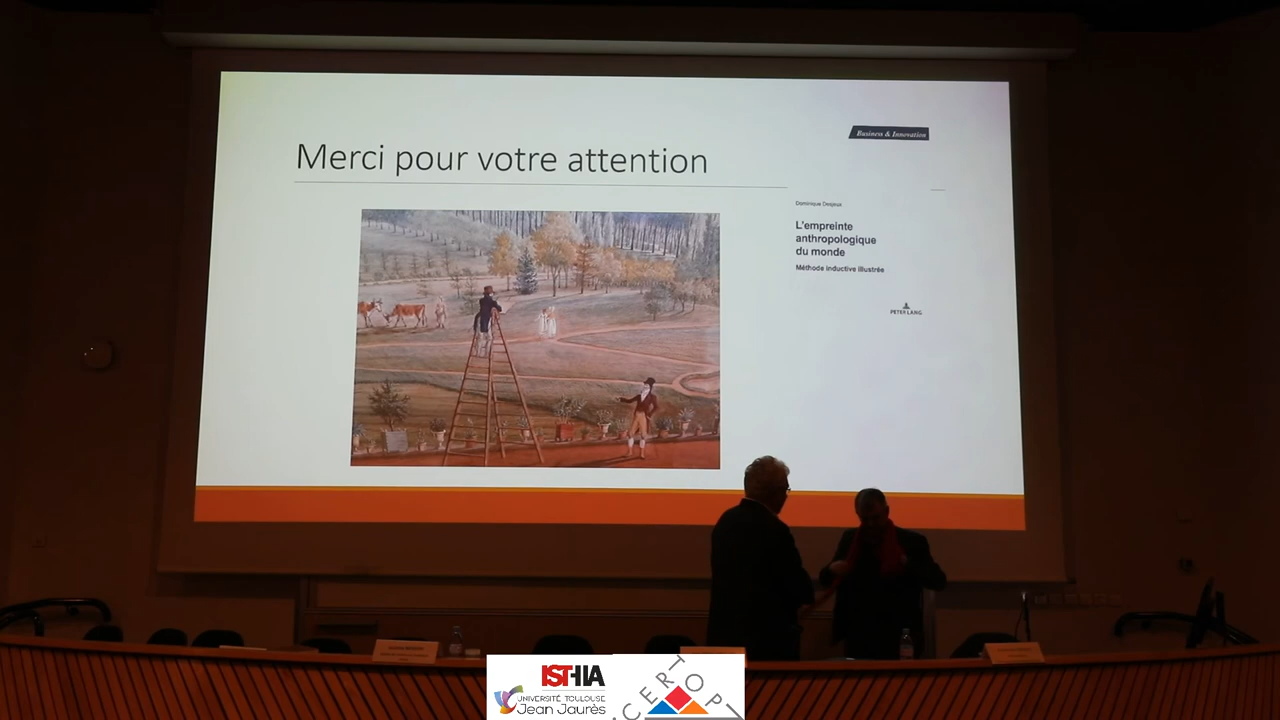 Business & Innovation
Merci pour votre attention
Dominique Desjeux
L'empreinte
anthropologique
du monde
Méthode inductive illustrée
PETER LANG
ISTHIA
UNIVERSITÉ TOULOUSE
Jean Jaurès
CERTOP